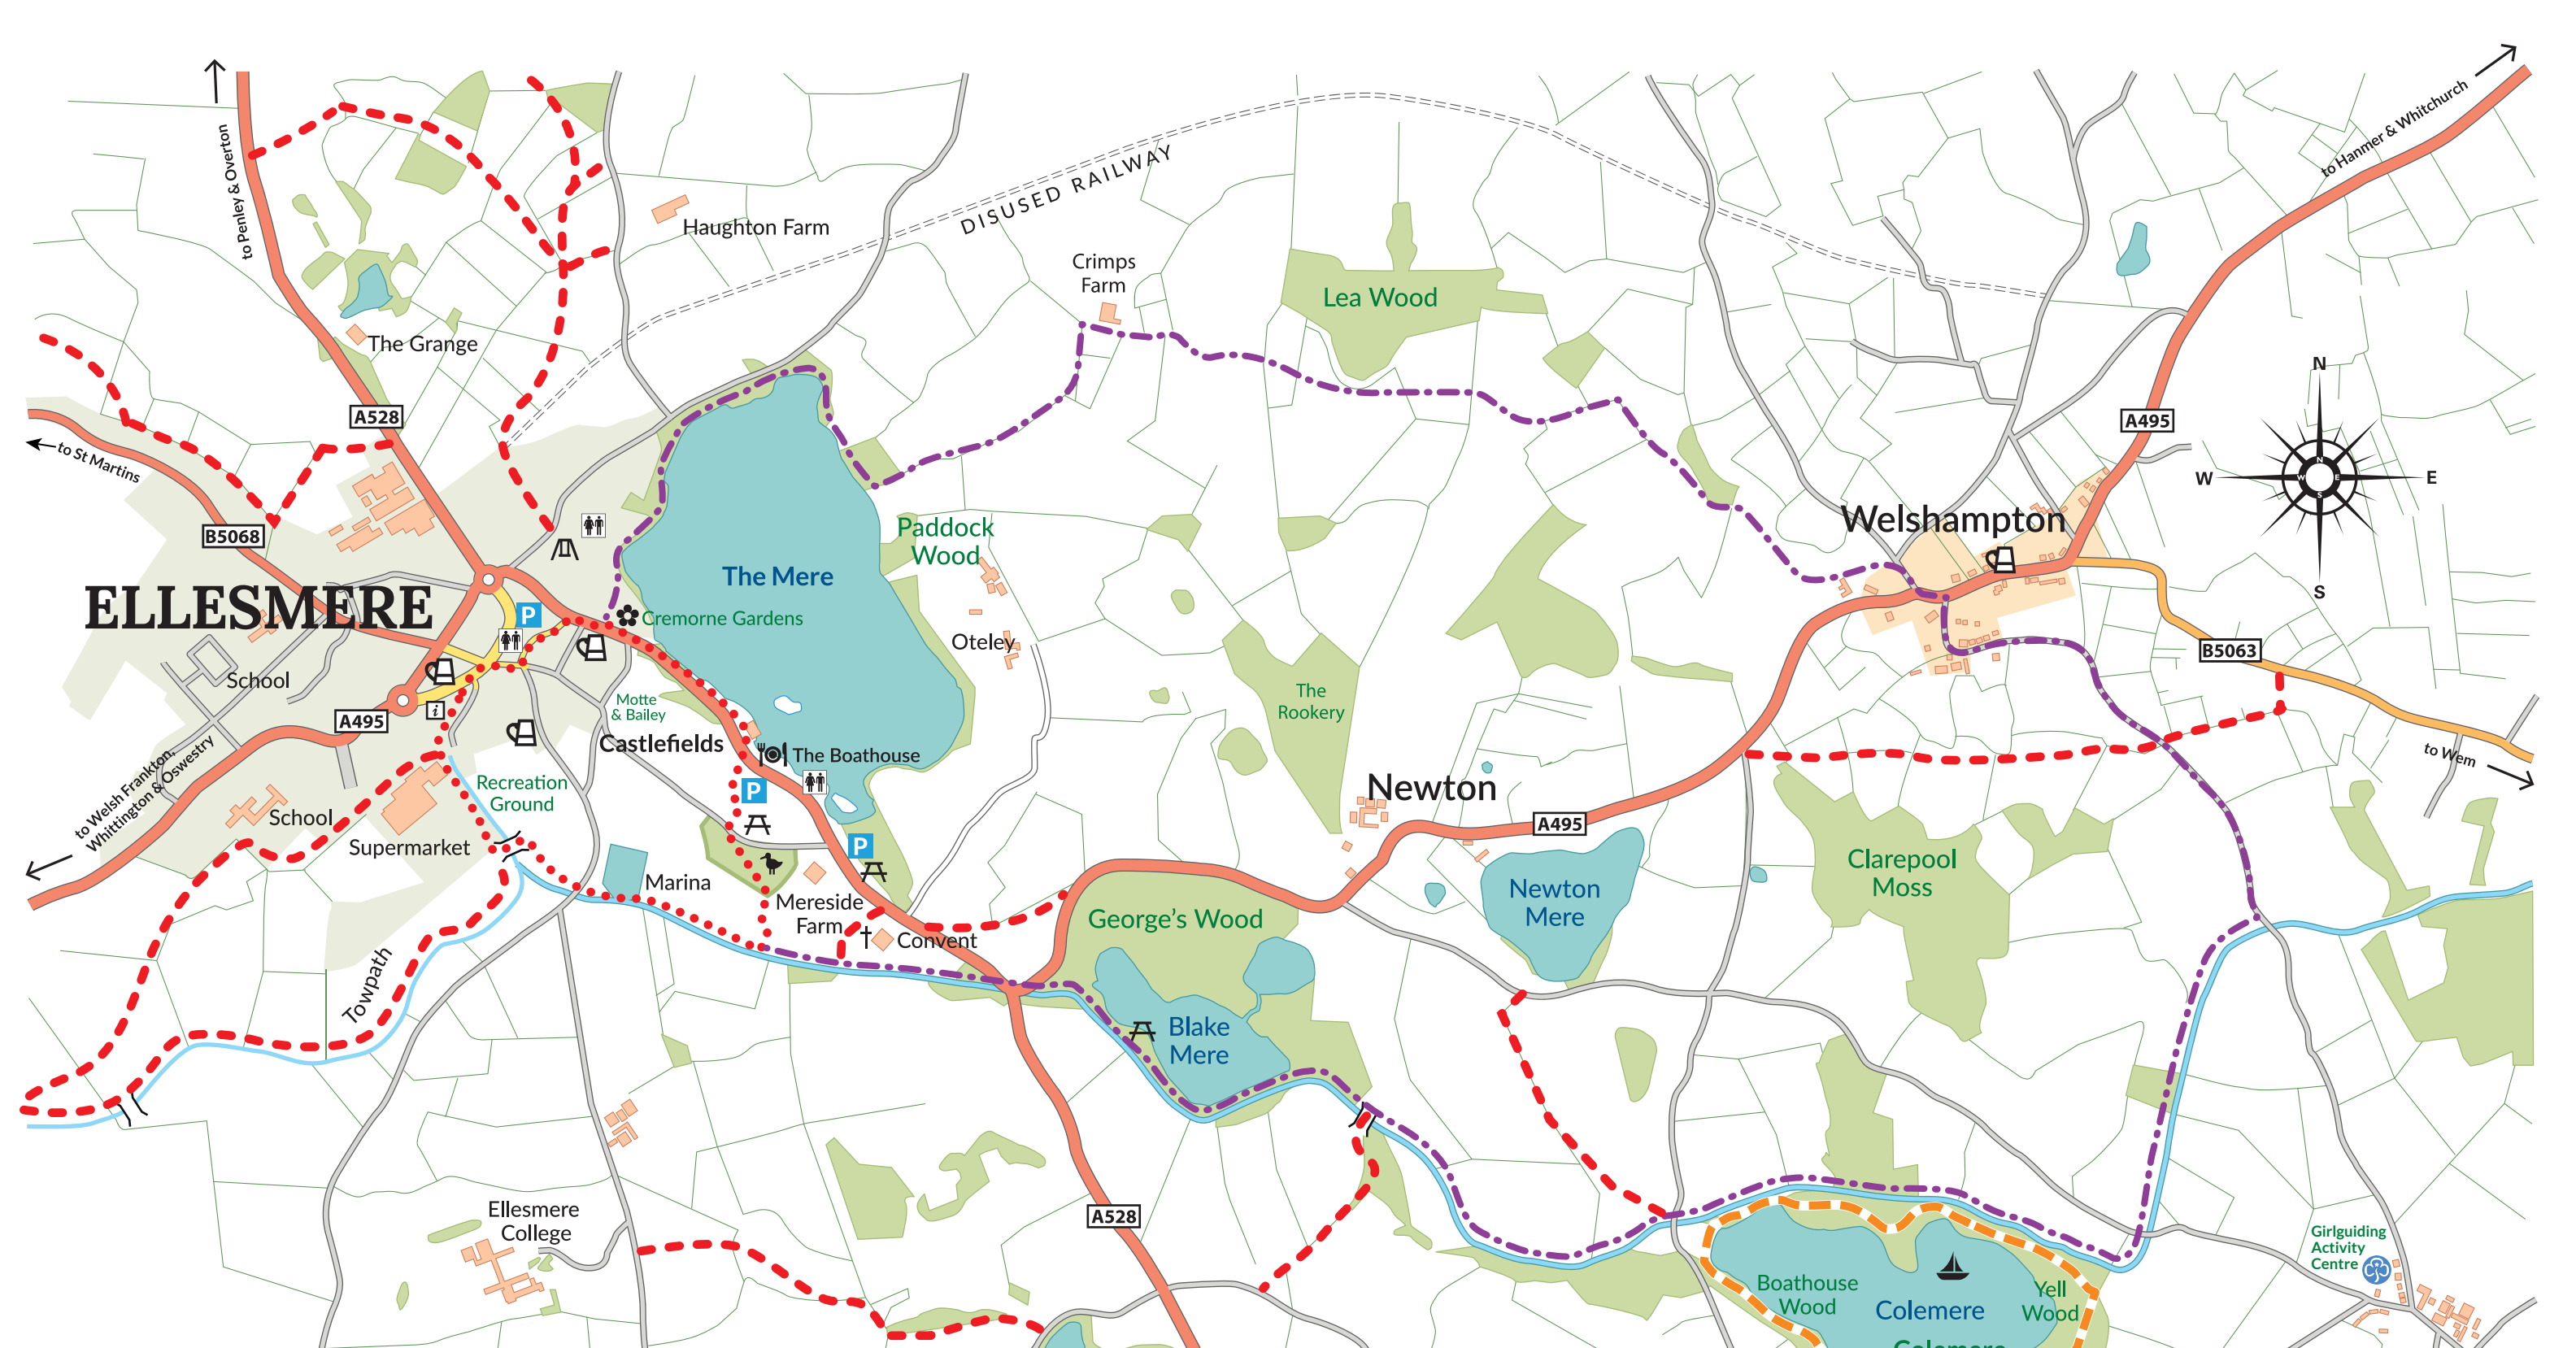 to Penley & Overton
to Hanmer & Whitchurch
DISUSED RAILWAY
Haughton Farm
Crimps
Farm
Lea Wood
The Grange
A528
to St Martins
B5068
ELLESMERE
School
A495
to Welsh Frankton,
Whittington & Oswestry
School
Supermarket
Recreation
Ground
P
The Mere
Cremorne Gardens
Paddock
Wood
Oteley
Motte
& Bailey
Castlefields
The Boathouse
P
P
i
Marina
Mereside
Farm
Convent
George's Wood
Blake
Mere
Towpath
Ellesmere
College
A528
The
Rookery
Newton
A495
Newton
Mere
Welshampton
A495
N
W
E
S
N
W
E
S
B5063
to Wem
Clarepool
Moss
Girlguiding
Activity
Centre
Boathouse
Wood
Colemere
Yell
Wood
Colemere